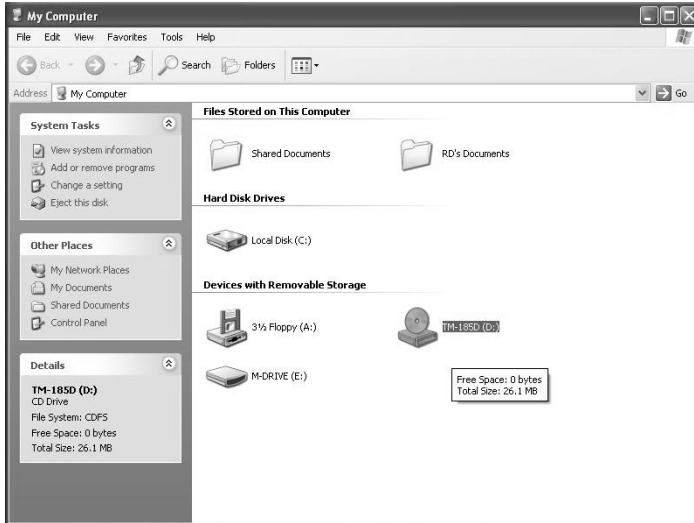 My Computer
File Edit View Favorites Tools Help
Back Search Folders
Address My Computer Go
System Tasks
View system information
Add or remove programs
Change a setting
Eject this disk
Other Places
My Network Places
My Documents
Shared Documents
Control Panel
Details
TM-185D (D:)
CD Drive
File System: CDFS
Free Space: 0 bytes
Total Size: 26.1 MB
Files Stored on This Computer
Shared Documents RD's Documents
Hard Disk Drives
Local Disk (C:)
Devices with Removable Storage
3½ Floppy (A:) TM-185D (D:)
M-DRIVE (E:)
Free Space: 0 bytes
Total Size: 26.1 MB